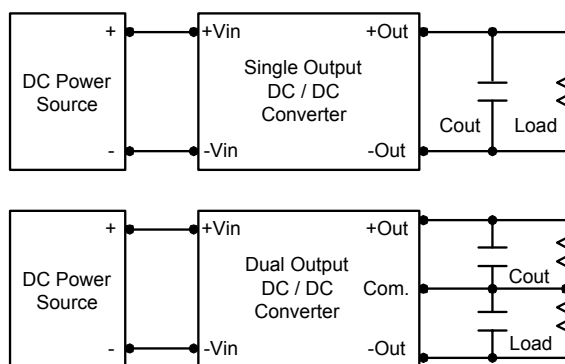 + +Vin +Out
DC Power
Source
Single Output
DC / DC
Converter
Cout Load
- -Vin -Out
+ +Vin +Out
DC Power
Source
Dual Output
DC / DC
Converter
Com.
Cout
Load
- -Vin -Out